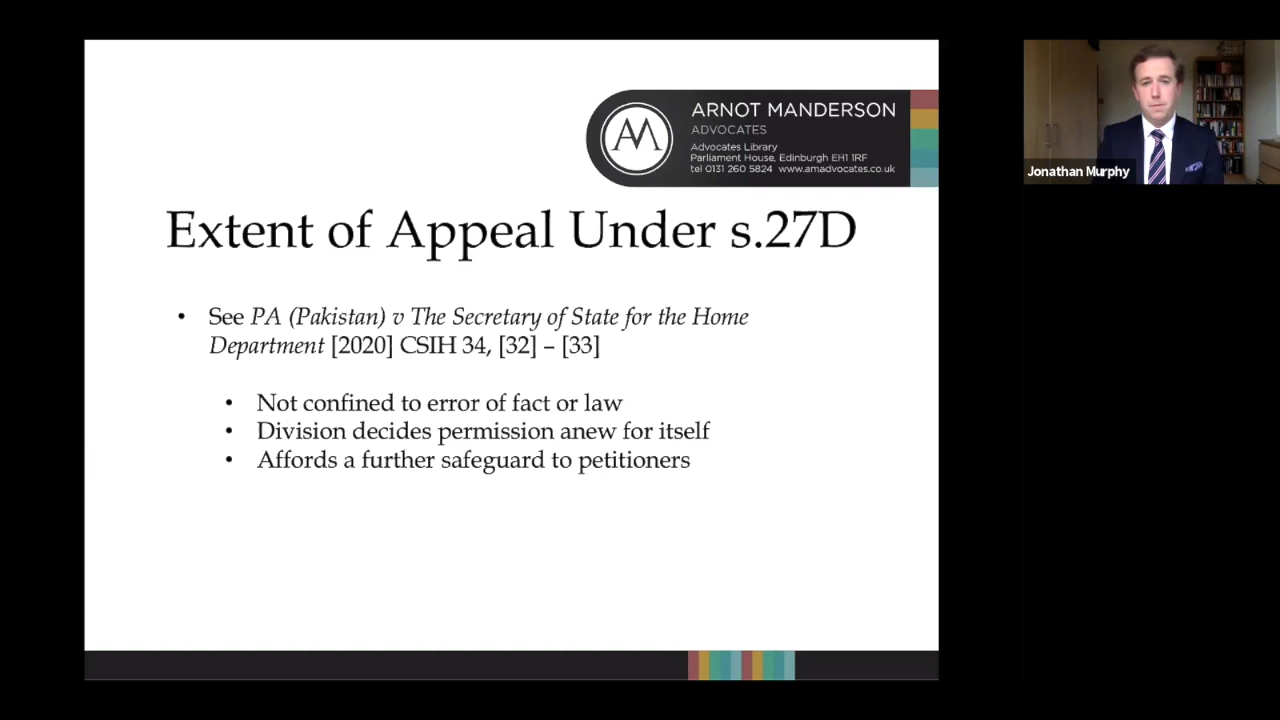 ARNOT MANDERSON
ADVOCATES
Advocates Library
Parliament House, Edinburgh EH1 1RF
tel 0131 260 5824 www.amadvocates.co.uk
Extent of Appeal Under s.27D
• See PA (Pakistan) v The Secretary of State for the Home
Department [2020] CSIH 34, [32] – [33]
• Not confined to error of fact or law
• Division decides permission anew for itself
• Affords a further safeguard to petitioners
Jonathan Murphy